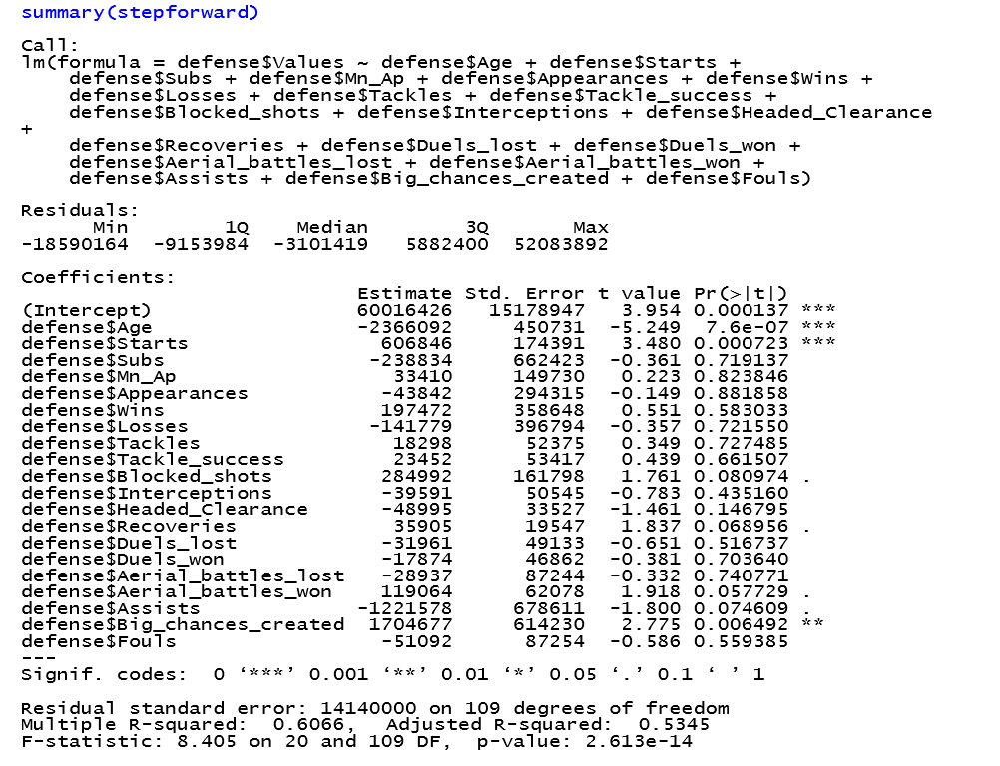 summary(stepforward)
Call:
lm(formula = defense$Values ~ defense$Age + defense$Starts +
    defense$Subs + defense$Mn_Ap + defense$Appearances + defense$Wins +
    defense$Losses + defense$Tackles + defense$Tackle_success +
    defense$Blocked_shots + defense$Interceptions + defense$Headed_Clearance
+
    defense$Recoveries + defense$Duels_lost + defense$Duels_won +
    defense$Aerial_battles_lost + defense$Aerial_battles_won +
    defense$Assists + defense$Big_chances_created + defense$Fouls)
Residuals:
      Min        1Q    Median        3Q       Max
-18590164  -9153984  -3101419   5882400  52083892
Coefficients:
                            Estimate Std. Error t value Pr(>|t|)
(Intercept)                 60016426   15178947   3.954 0.000137 ***
defense$Age                 -2366092     450731  -5.249  7.6e-07 ***
defense$Starts                606846     174391   3.480 0.000723 ***
defense$Subs                 -238834     662423  -0.361 0.719137
defense$Mn_Ap                  33410     149730   0.223 0.823846
defense$Appearances           -43842     294315  -0.149 0.881858
defense$Wins                  197472     358648   0.551 0.583033
defense$Losses               -141779     396794  -0.357 0.721550
defense$Tackles                18298      52375   0.349 0.727485
defense$Tackle_success         23452      53417   0.439 0.661507
defense$Blocked_shots         284992     161798   1.761 0.080974 .
defense$Interceptions         -39591      50545  -0.783 0.435160
defense$Headed_Clearance      -48995      33527  -1.461 0.146795
defense$Recoveries             35905      19547   1.837 0.068956 .
defense$Duels_lost            -31961      49133  -0.651 0.516737
defense$Duels_won             -17874      46862  -0.381 0.703640
defense$Aerial_battles_lost   -28937      87244  -0.332 0.740771
defense$Aerial_battles_won    119064      62078   1.918 0.057729 .
defense$Assists             -1221578     678611  -1.800 0.074609 .
defense$Big_chances_created  1704677     614230   2.775 0.006492 **
defense$Fouls                 -51092      87254  -0.586 0.559385
---
Signif. codes:  0 ‘***’ 0.001 ‘**’ 0.01 ‘*’ 0.05 ‘.’ 0.1 ‘ ’ 1
Residual standard error: 14140000 on 109 degrees of freedom
Multiple R-squared:  0.6066,  Adjusted R-squared:  0.5345
F-statistic: 8.405 on 20 and 109 DF,  p-value: 2.613e-14